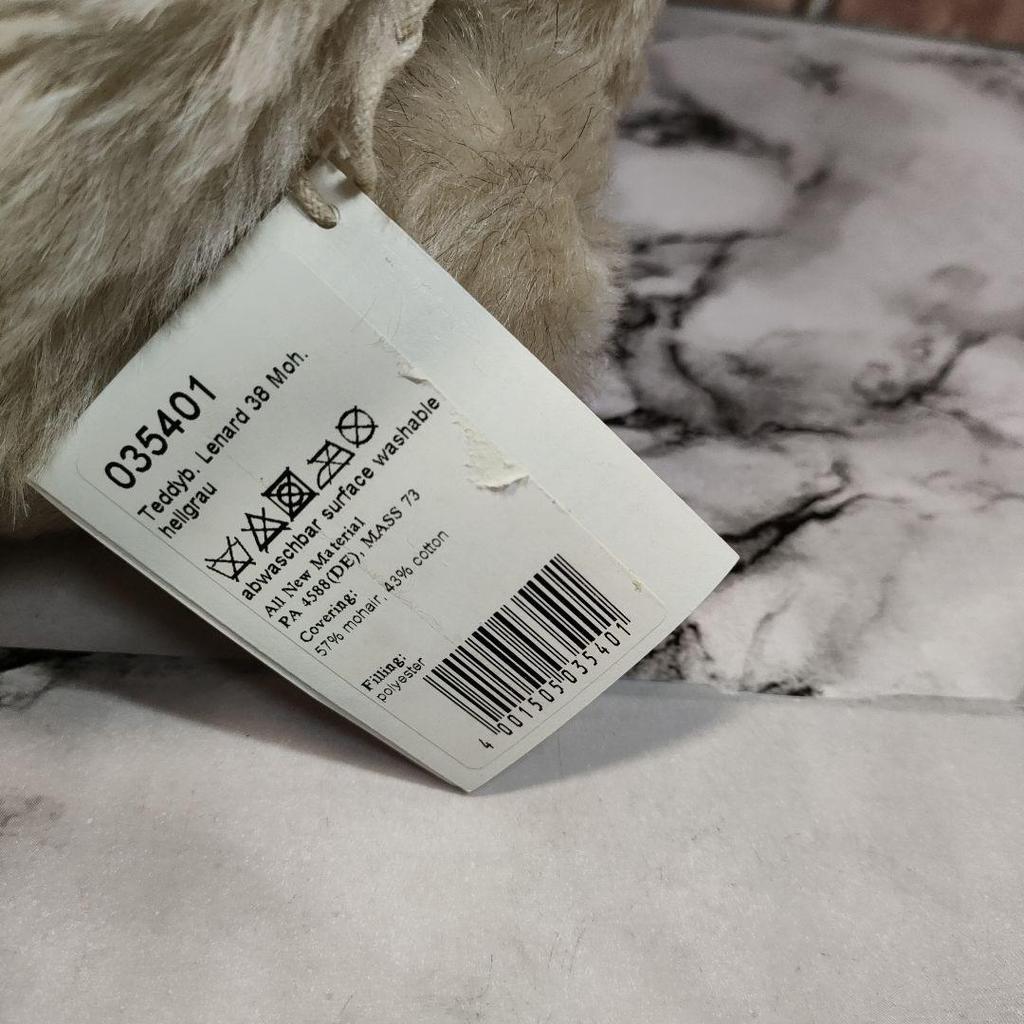 035401
Teddyb. Lenard 38 Moh.
hellgrau
abwaschbar surface washable
All New Material
PA 4588(DE), MASS 73
Covering:
57% mohair, 43% cotton
Filling:
polyester
4 001505 035401